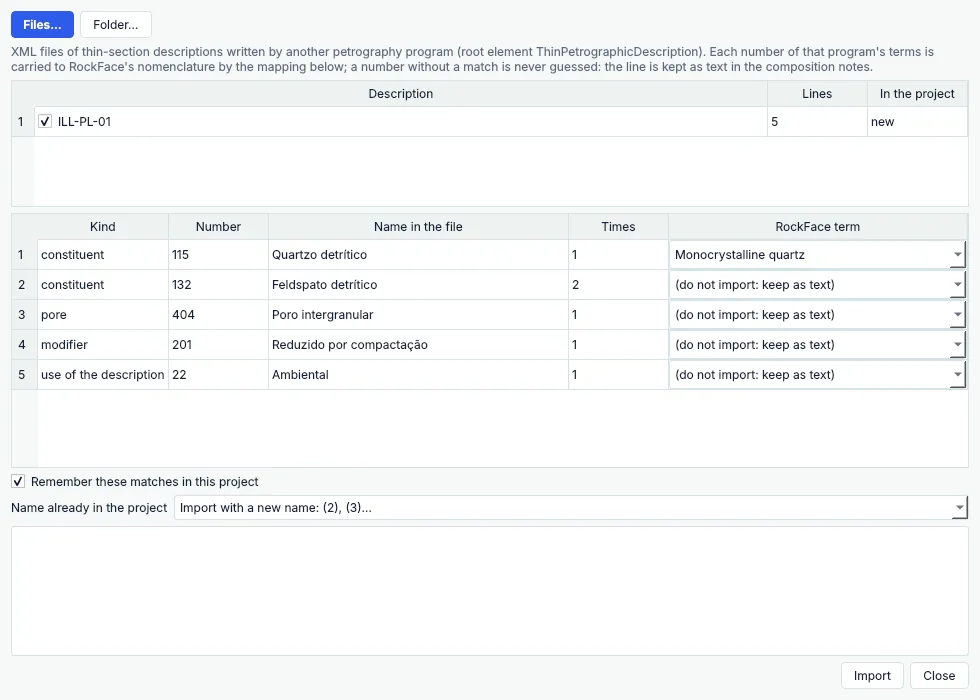 Files... Folder...
XML files of thin-section descriptions written by another petrography program (root element ThinPetrographicDescription). Each number of that program's terms is
carried to RockFace's nomenclature by the mapping below; a number without a match is never guessed: the line is kept as text in the composition notes.
Description Lines In the project
1 ILL-PL-01 5 new
Kind Number Name in the file Times RockFace term
1 constituent 115 Quartzo detrítico 1 Monocrystalline quartz
2 constituent 132 Feldspato detrítico 2 (do not import: keep as text)
3 pore 404 Poro intergranular 1 (do not import: keep as text)
4 modifier 201 Reduzido por compactação 1 (do not import: keep as text)
5 use of the description 22 Ambiental 1 (do not import: keep as text)
Remember these matches in this project
Name already in the project Import with a new name: (2), (3)...
Import Close